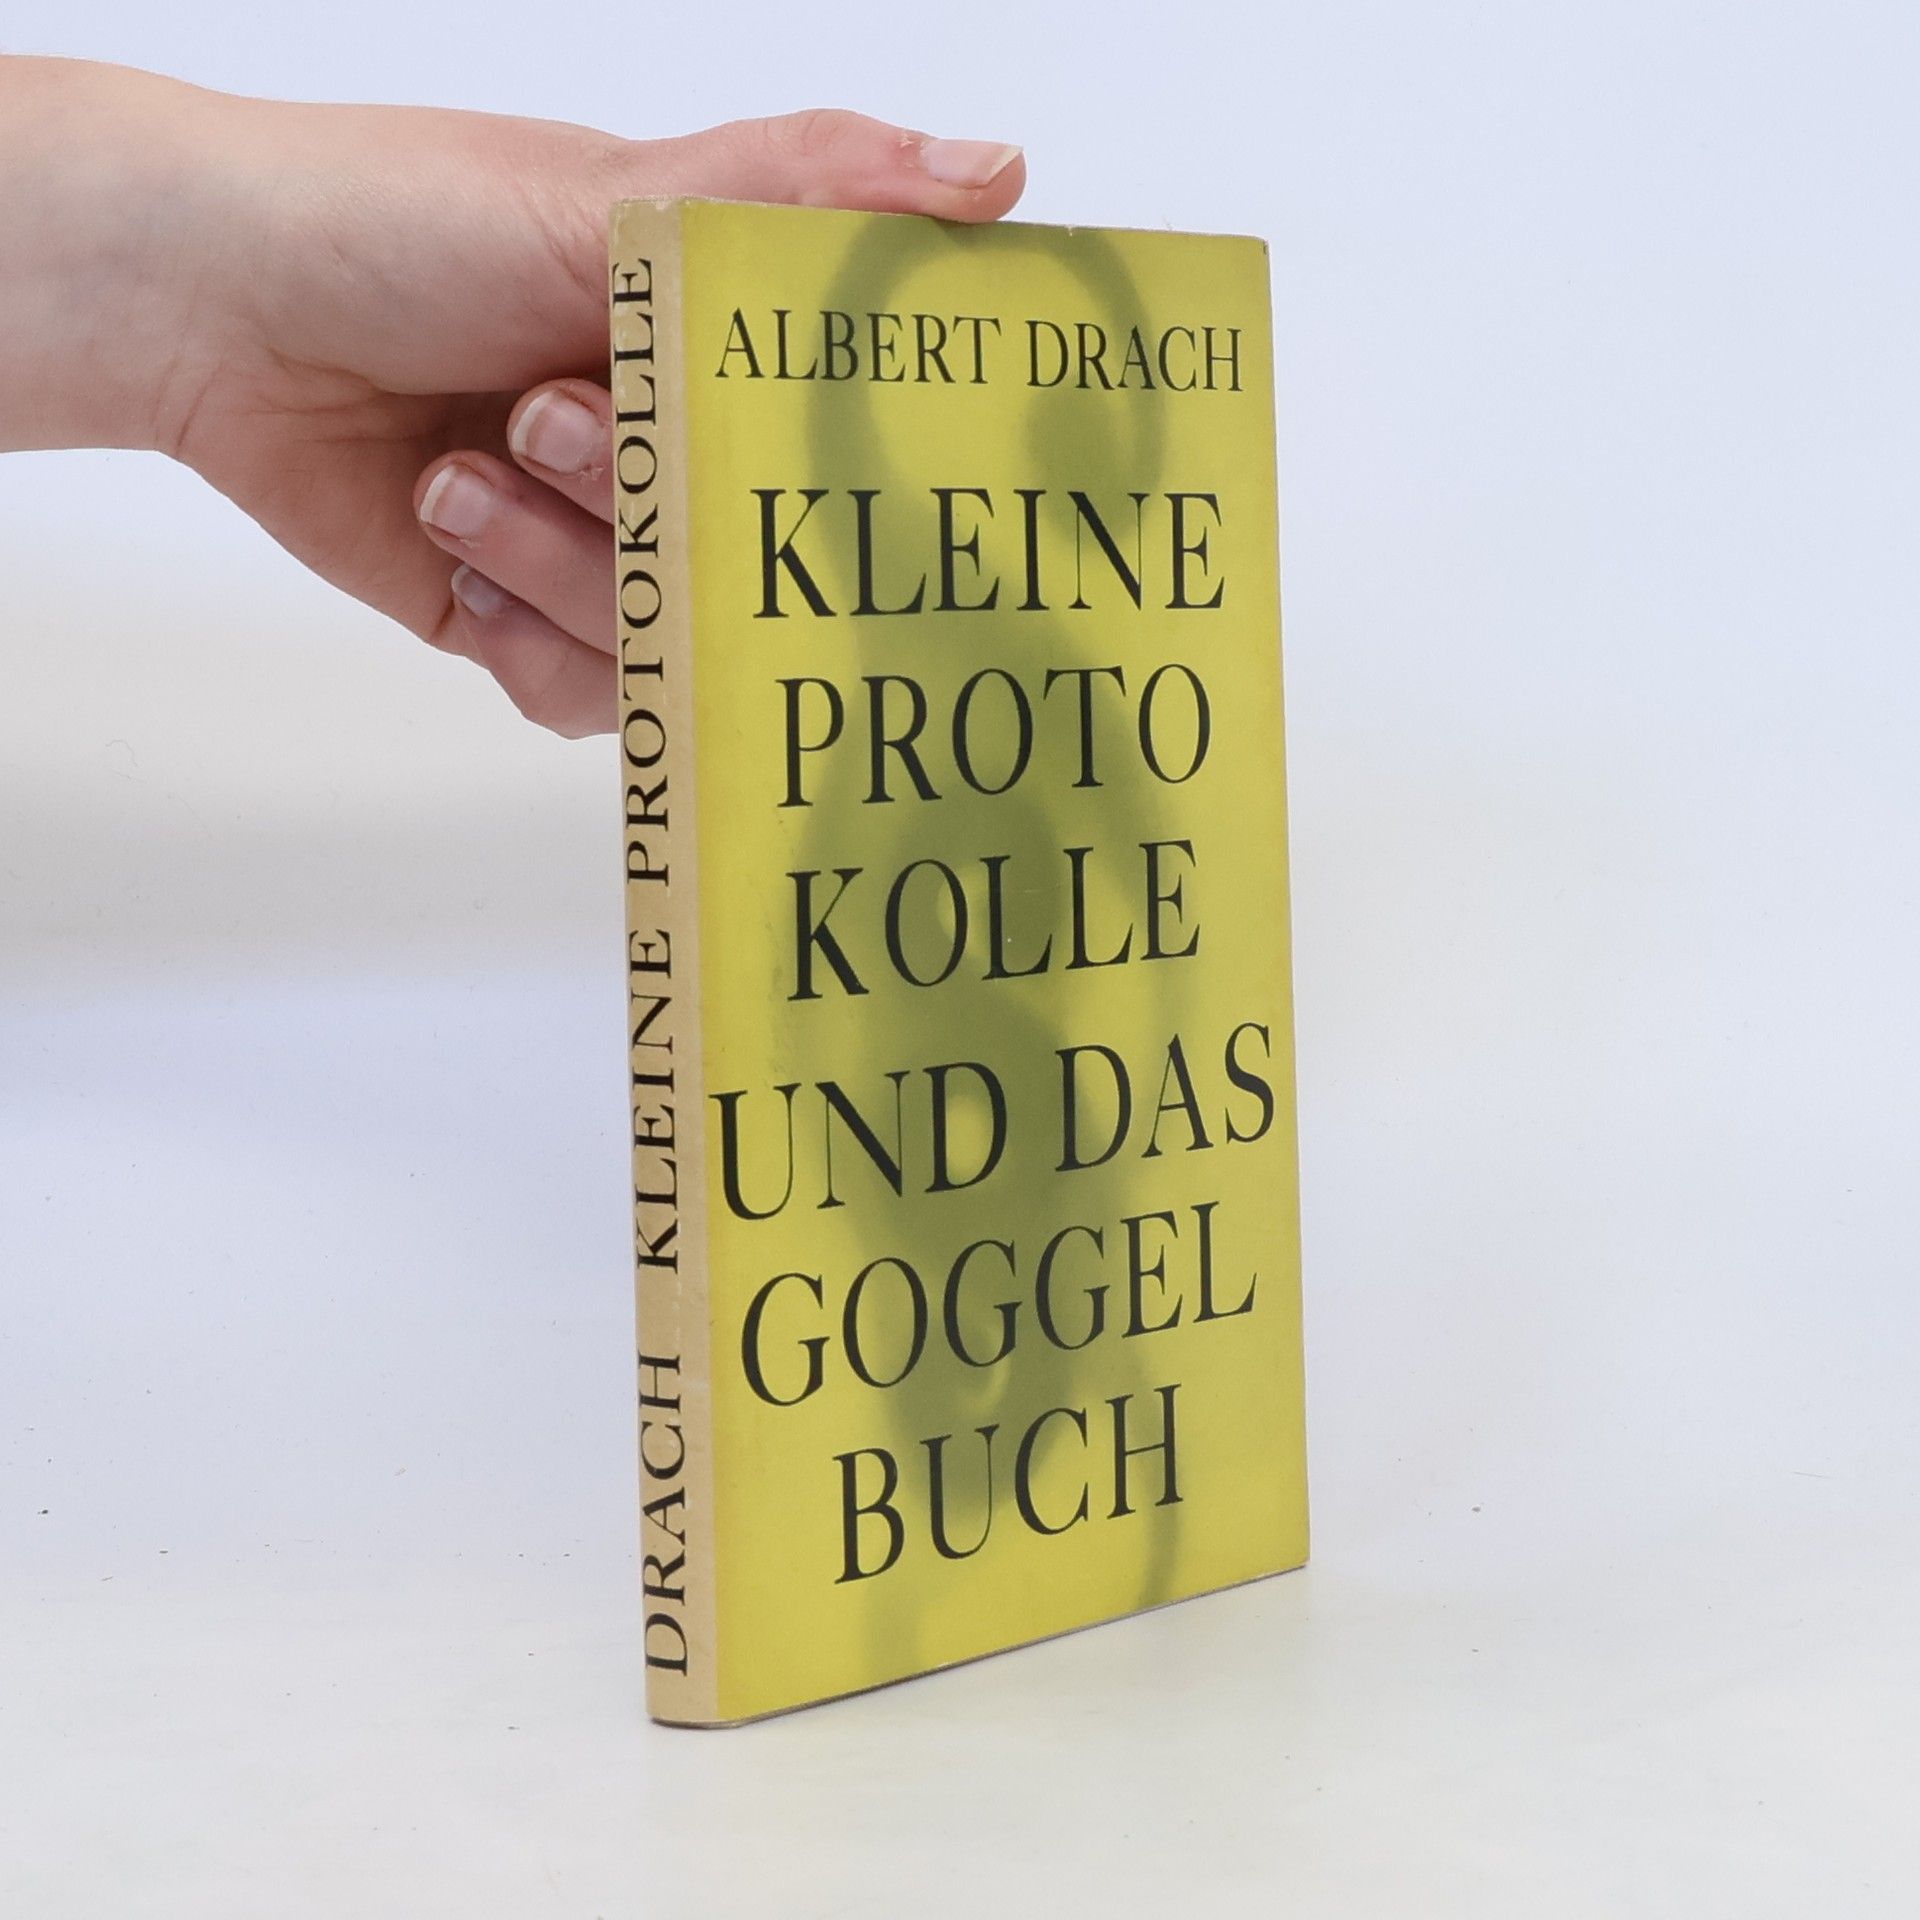 DRACH KLEINE PROTOKOLLE
ALBERT DRACH
KLEINE
PROTO
KOLLE
UND DAS
GOGGEL
BUCH